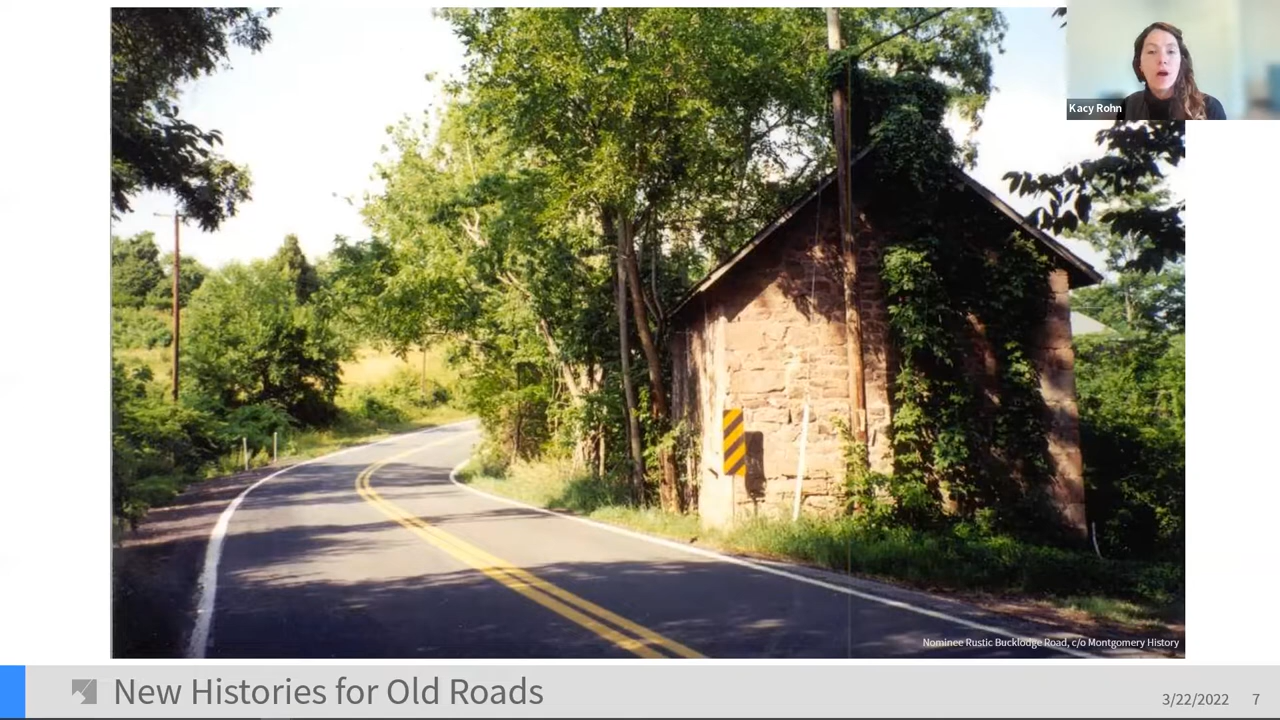 Kacy Rohn
Nominee Rustic Bucklodge Road, c/o Montgomery History
New Histories for Old Roads
3/22/2022 7